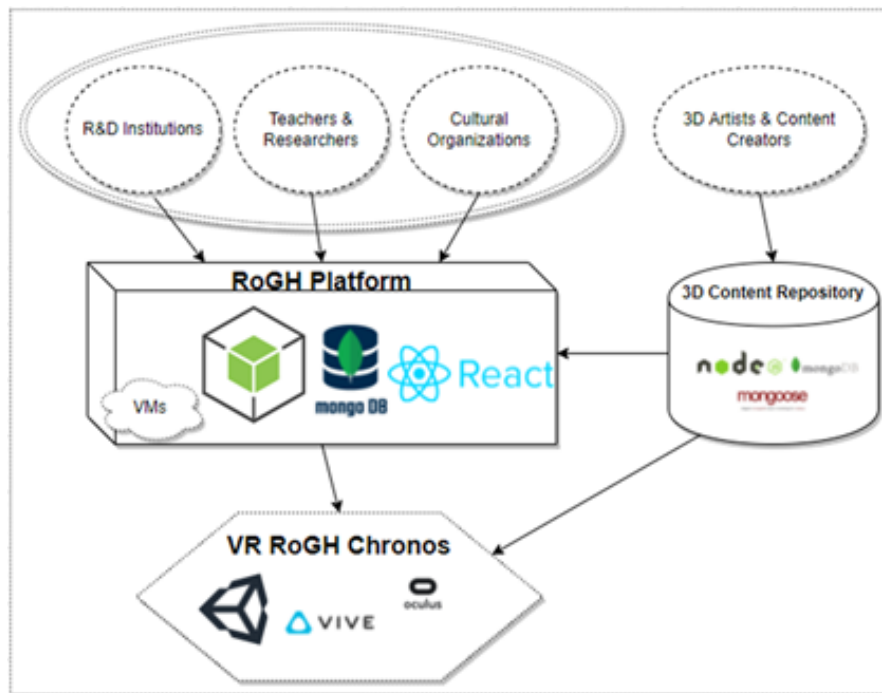 R&D Institutions
Teachers &
Researchers
Cultural
Organizations
3D Artists & Content
Creators
RoGH Platform
3D Content Repository
node
mongoDB
mongoose
mongo DB
React
VMs
VR RoGH Chronos
VIVE
oculus